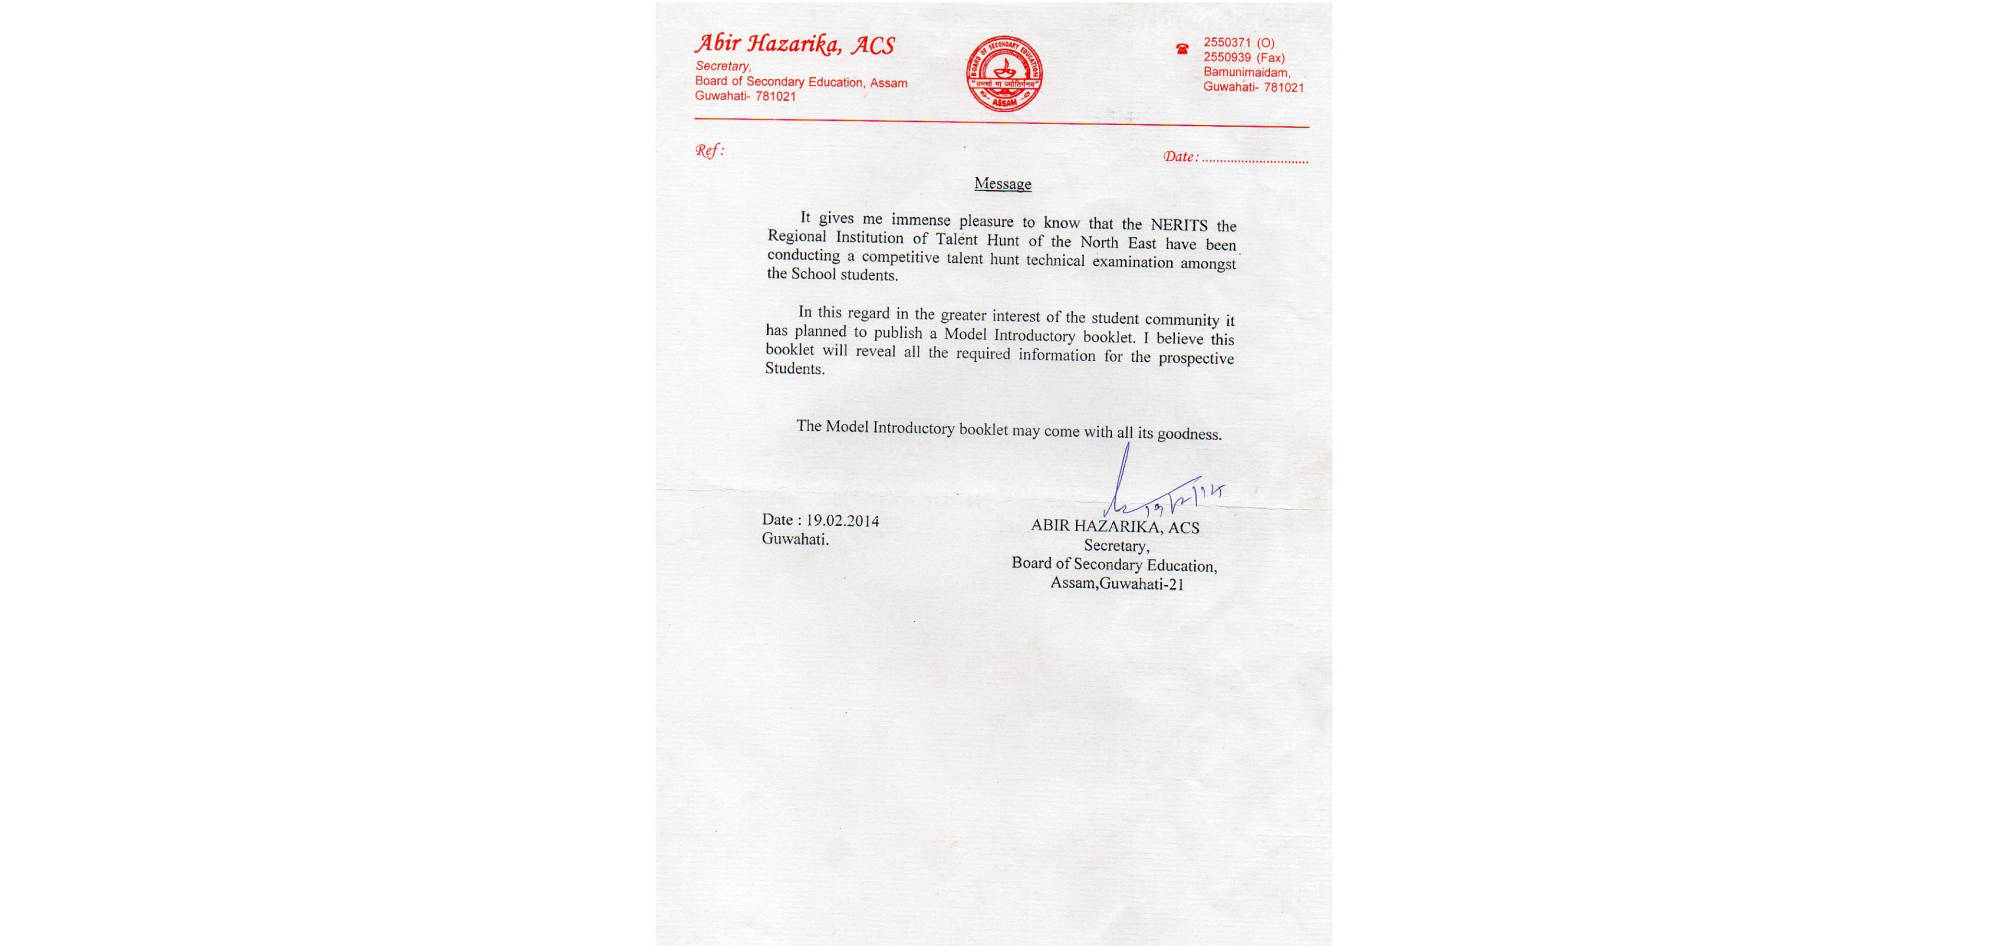 Abir Hazarika, ACS
Secretary,
Board of Secondary Education, Assam
Guwahati- 781021
BOARD OF SECONDARY EDUCATION
तमसो मा ज्योतिर्गमय
ASSAM
2550371 (O)
2550939 (Fax)
Bamunimaidam,
Guwahati- 781021
Ref :
Date : ..............................
Message
It gives me immense pleasure to know that the NERITS the
Regional Institution of Talent Hunt of the North East have been
conducting a competitive talent hunt technical examination amongst
the School students.
In this regard in the greater interest of the student community it
has planned to publish a Model Introductory booklet. I believe this
booklet will reveal all the required information for the prospective
Students.
The Model Introductory booklet may come with all its goodness.
19/2/14
Date : 19.02.2014
Guwahati.
ABIR HAZARIKA, ACS
Secretary,
Board of Secondary Education,
Assam,Guwahati-21